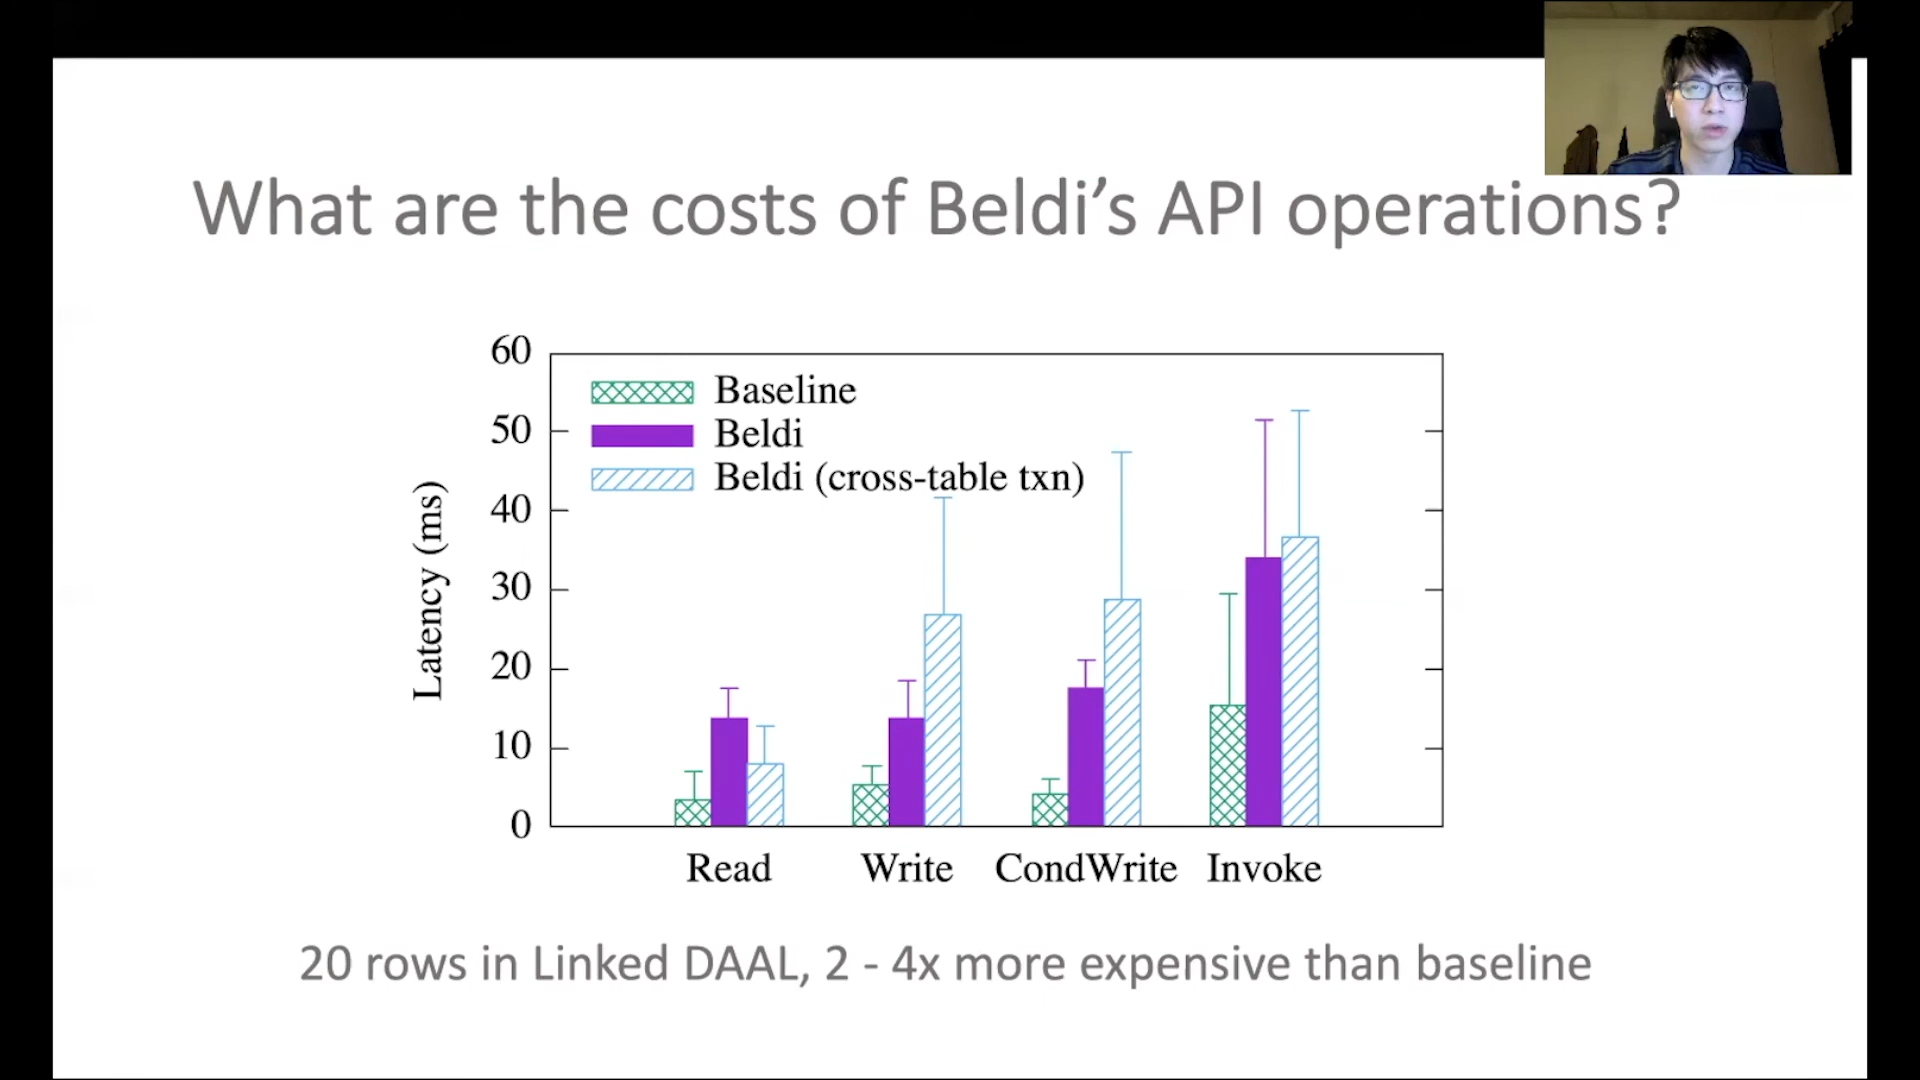 What are the costs of Beldi’s API operations?
60
50
40
30
20
10
0
Latency (ms)
Baseline
Beldi
Beldi (cross-table txn)
Read Write CondWrite Invoke
20 rows in Linked DAAL, 2 - 4x more expensive than baseline